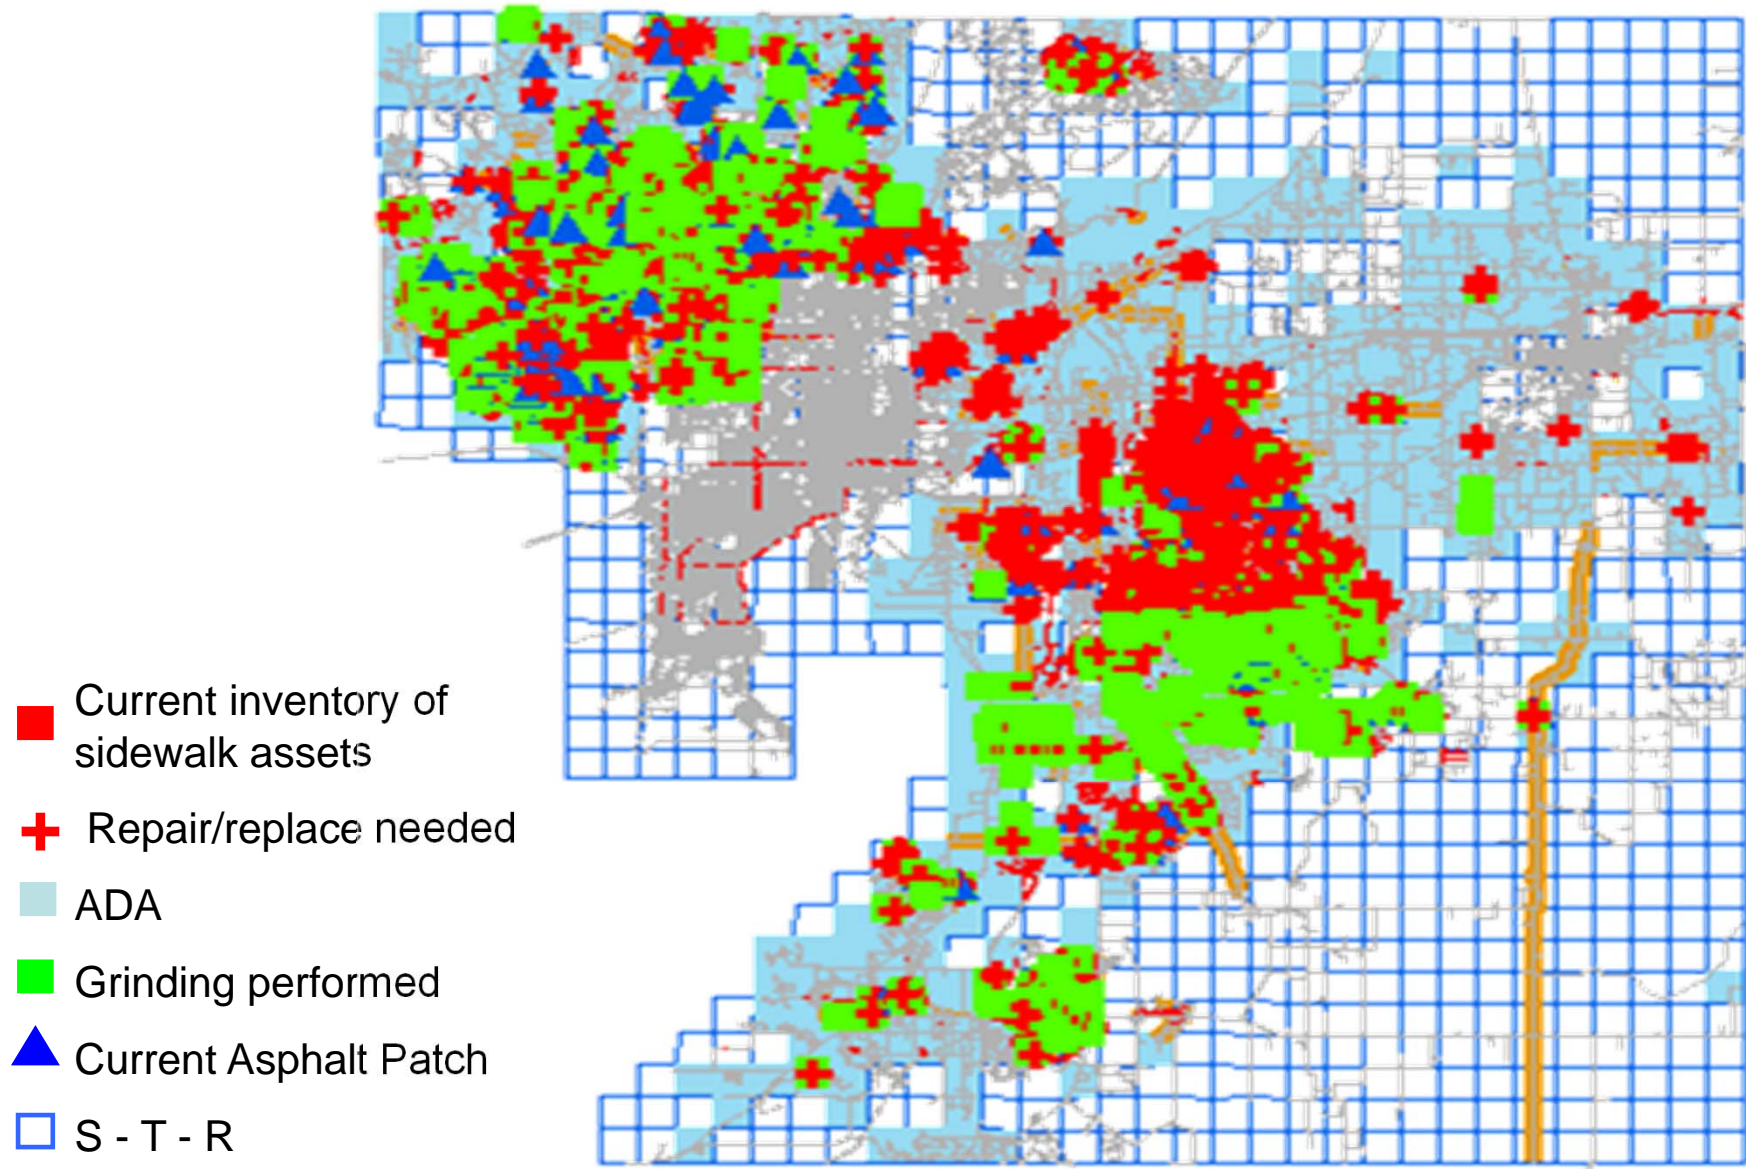 Current inventory of
sidewalk assets
Repair/replace needed
ADA
Grinding performed
Current Asphalt Patch
S - T - R